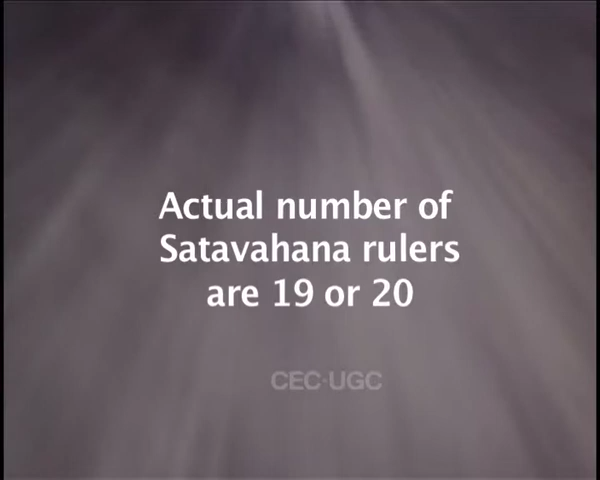 Actual number of
Satavahana rulers
are 19 or 20
CEC-UGC